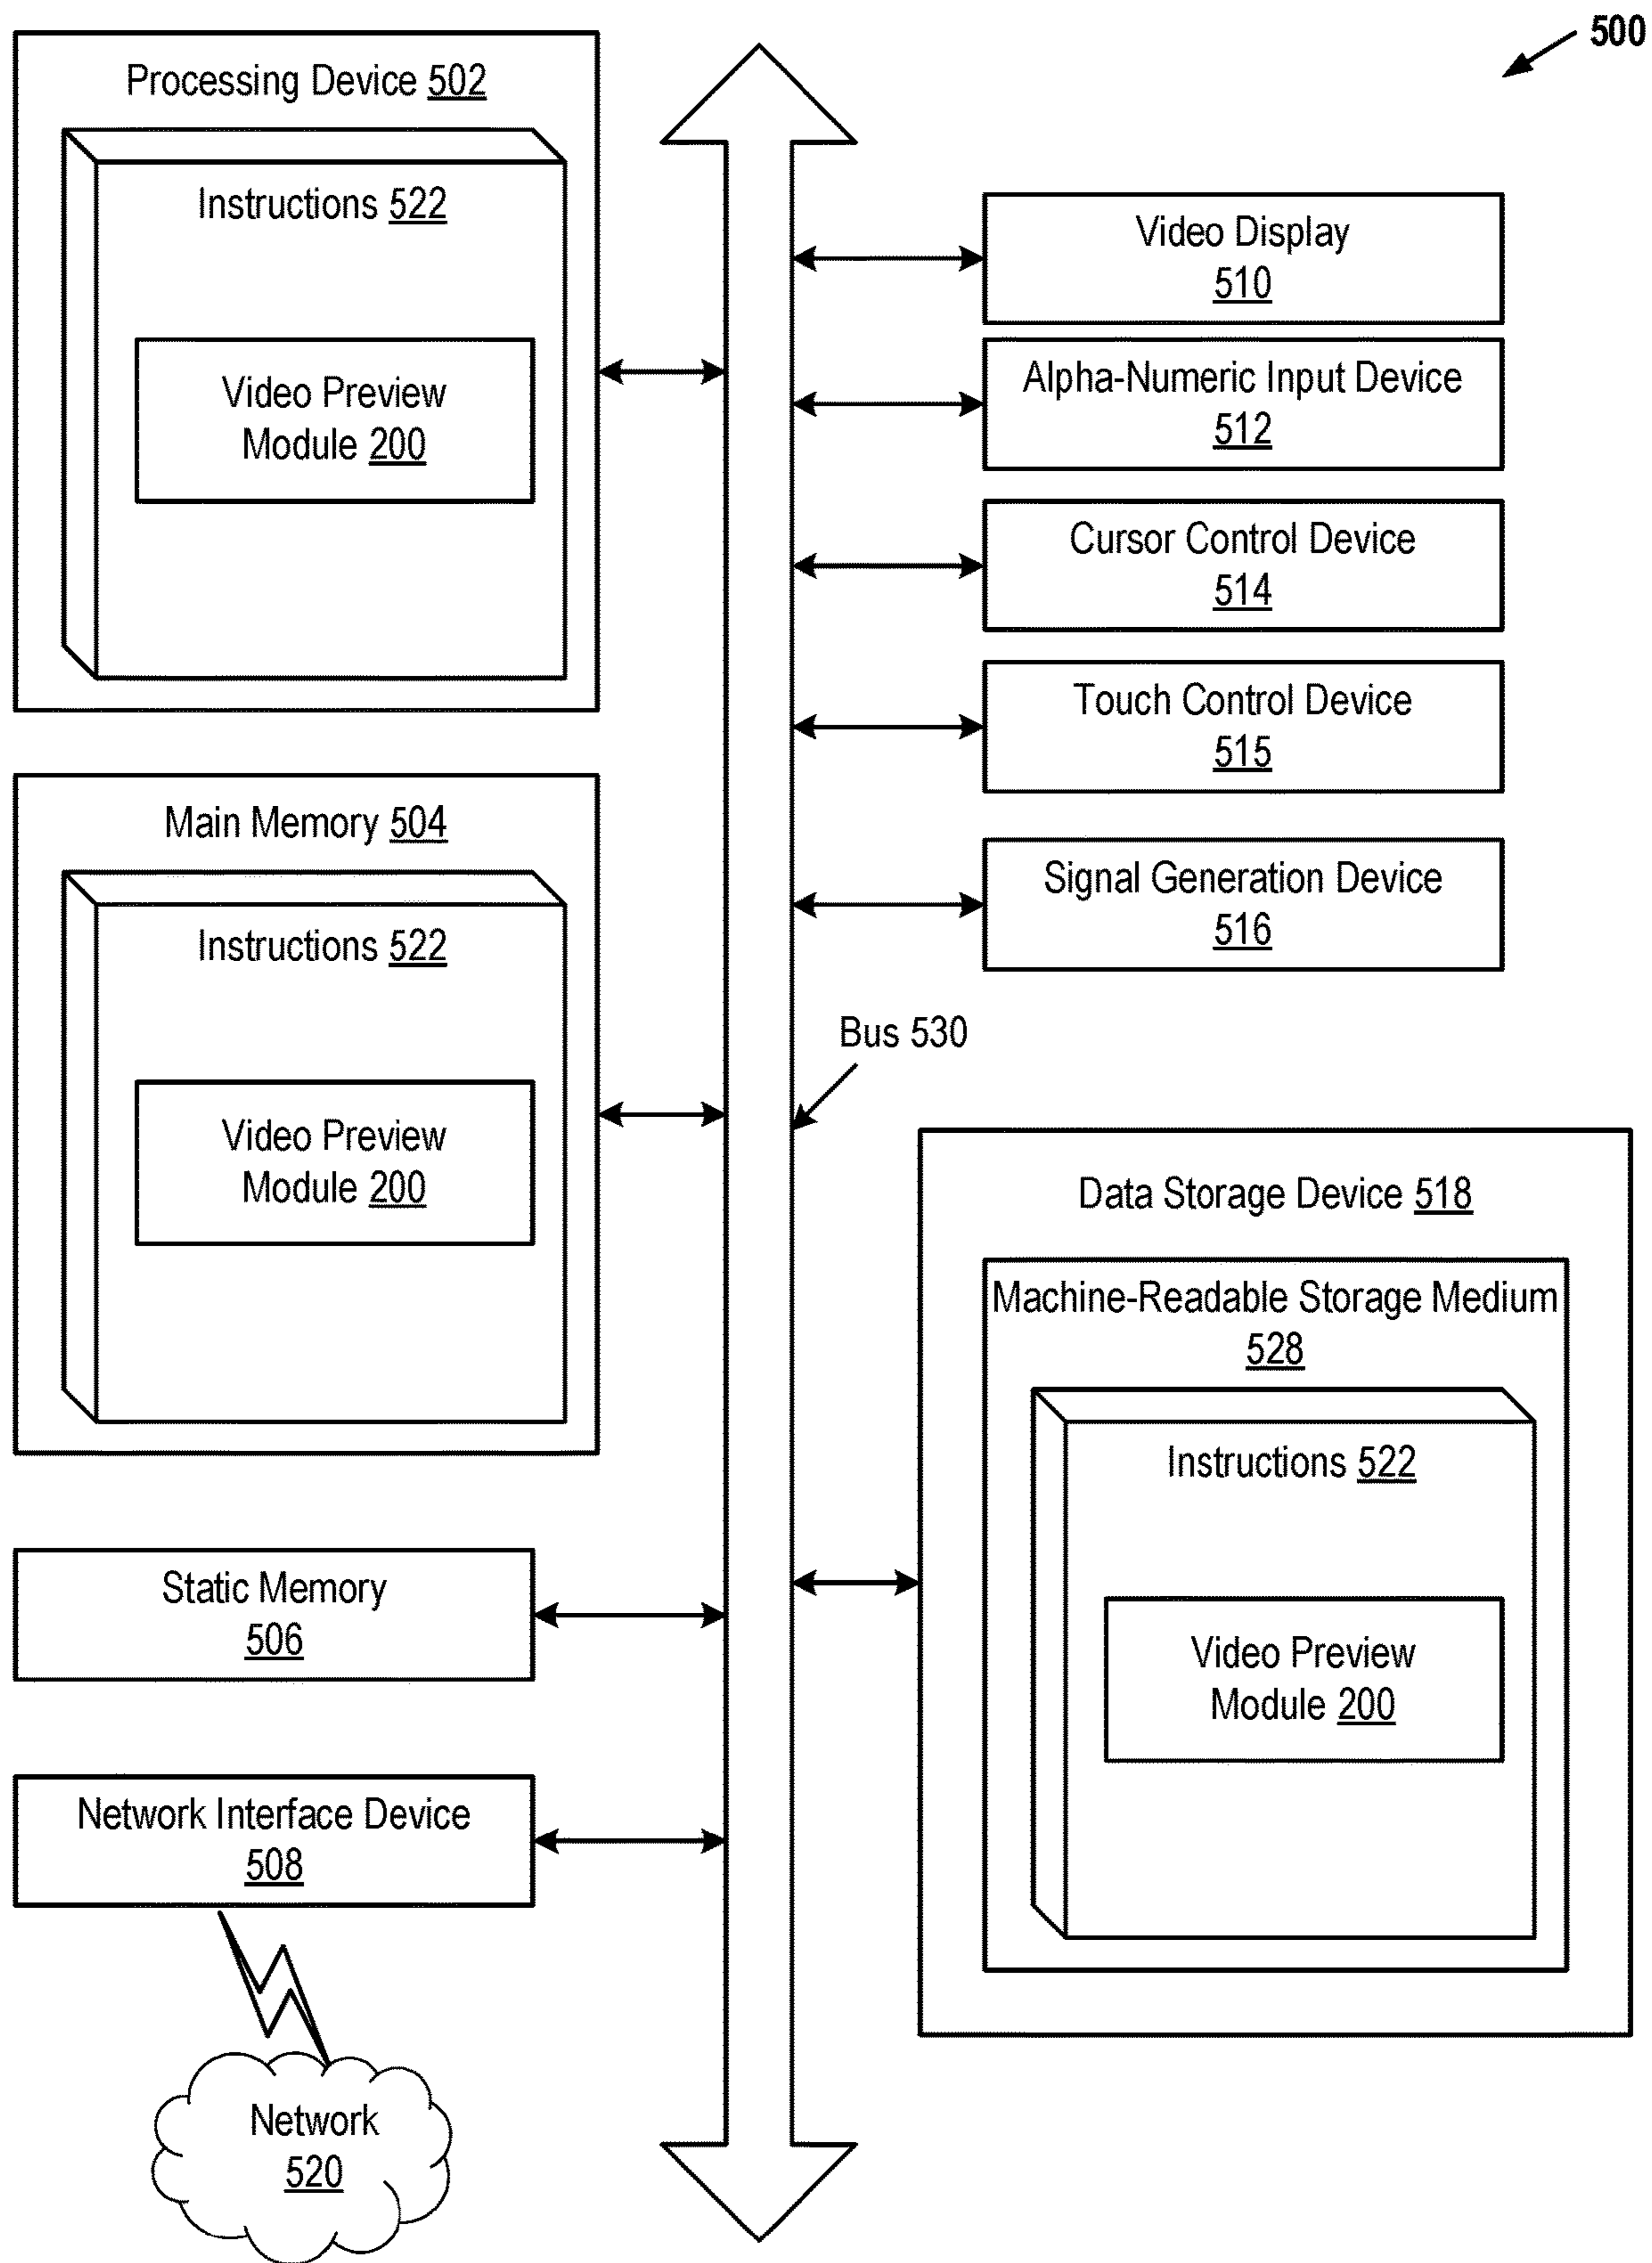 500
Processing Device 502
Instructions 522
Video Preview
Module 200
Video Display
510
Alpha-Numeric Input Device
512
Cursor Control Device
514
Touch Control Device
515
Signal Generation Device
516
Main Memory 504
Instructions 522
Video Preview
Module 200
Bus 530
Data Storage Device 518
Machine-Readable Storage Medium
528
Instructions 522
Video Preview
Module 200
Static Memory
506
Network Interface Device
508
Network
520